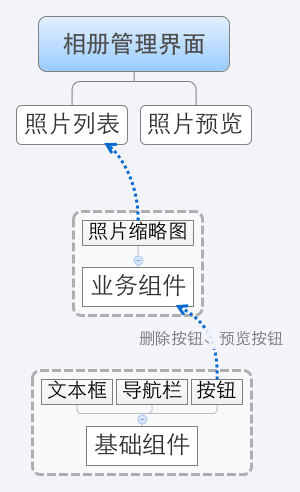 相册管理界面
照片列表
照片预览
照片缩略图
业务组件
删除按钮、预览按钮
文本框
导航栏
按钮
基础组件